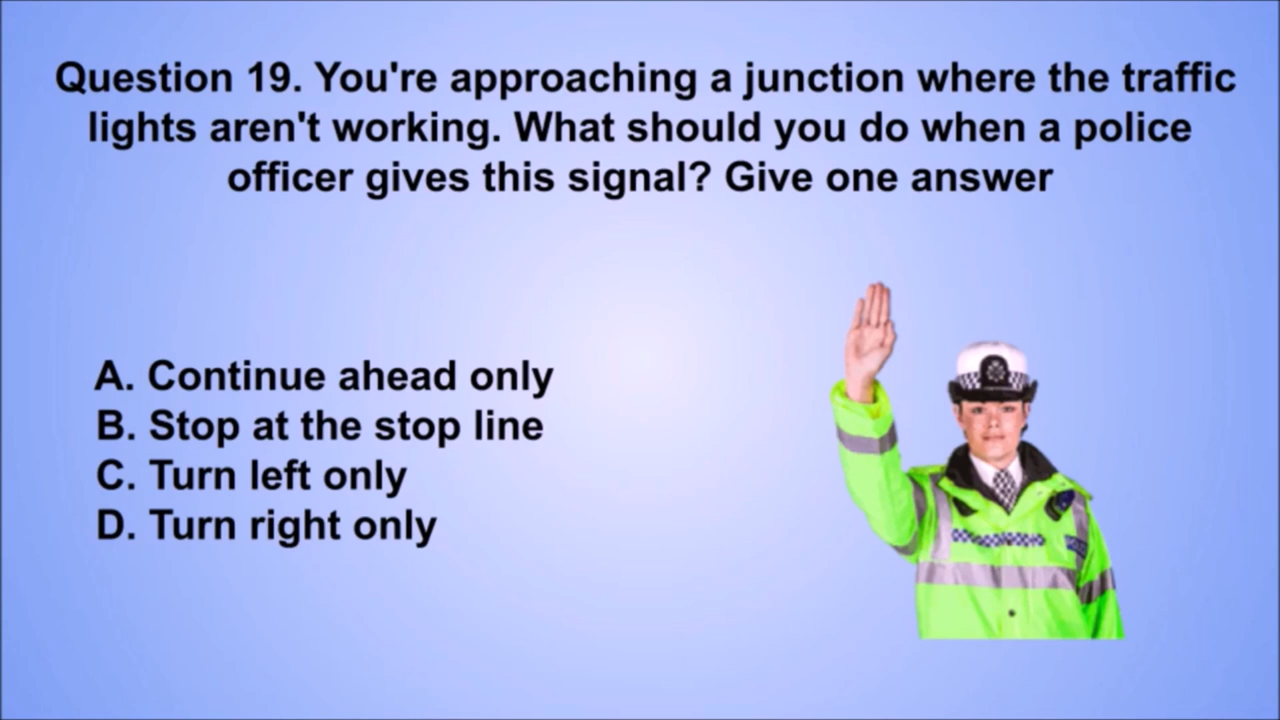 Question 19. You're approaching a junction where the traffic
lights aren't working. What should you do when a police
officer gives this signal? Give one answer
A. Continue ahead only
B. Stop at the stop line
C. Turn left only
D. Turn right only